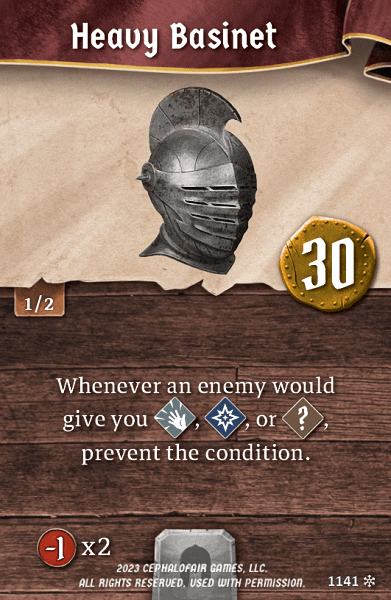 Heavy Basinet
30
1/2
Whenever an enemy would
give you , , or ? ,
prevent the condition.
-1 x2
2023 CEPHALOFAIR GAMES, LLC.
ALL RIGHTS RESERVED. USED WITH PERMISSION.
1141